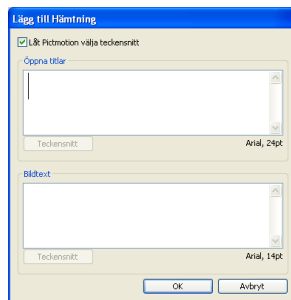 Lägg till Hämtning
Låt Pictmotion välja teckensnitt
Öppna titlar
Teckensnitt
Arial, 24pt
Bildtext
Teckensnitt
Arial, 14pt
OK
Avbryt